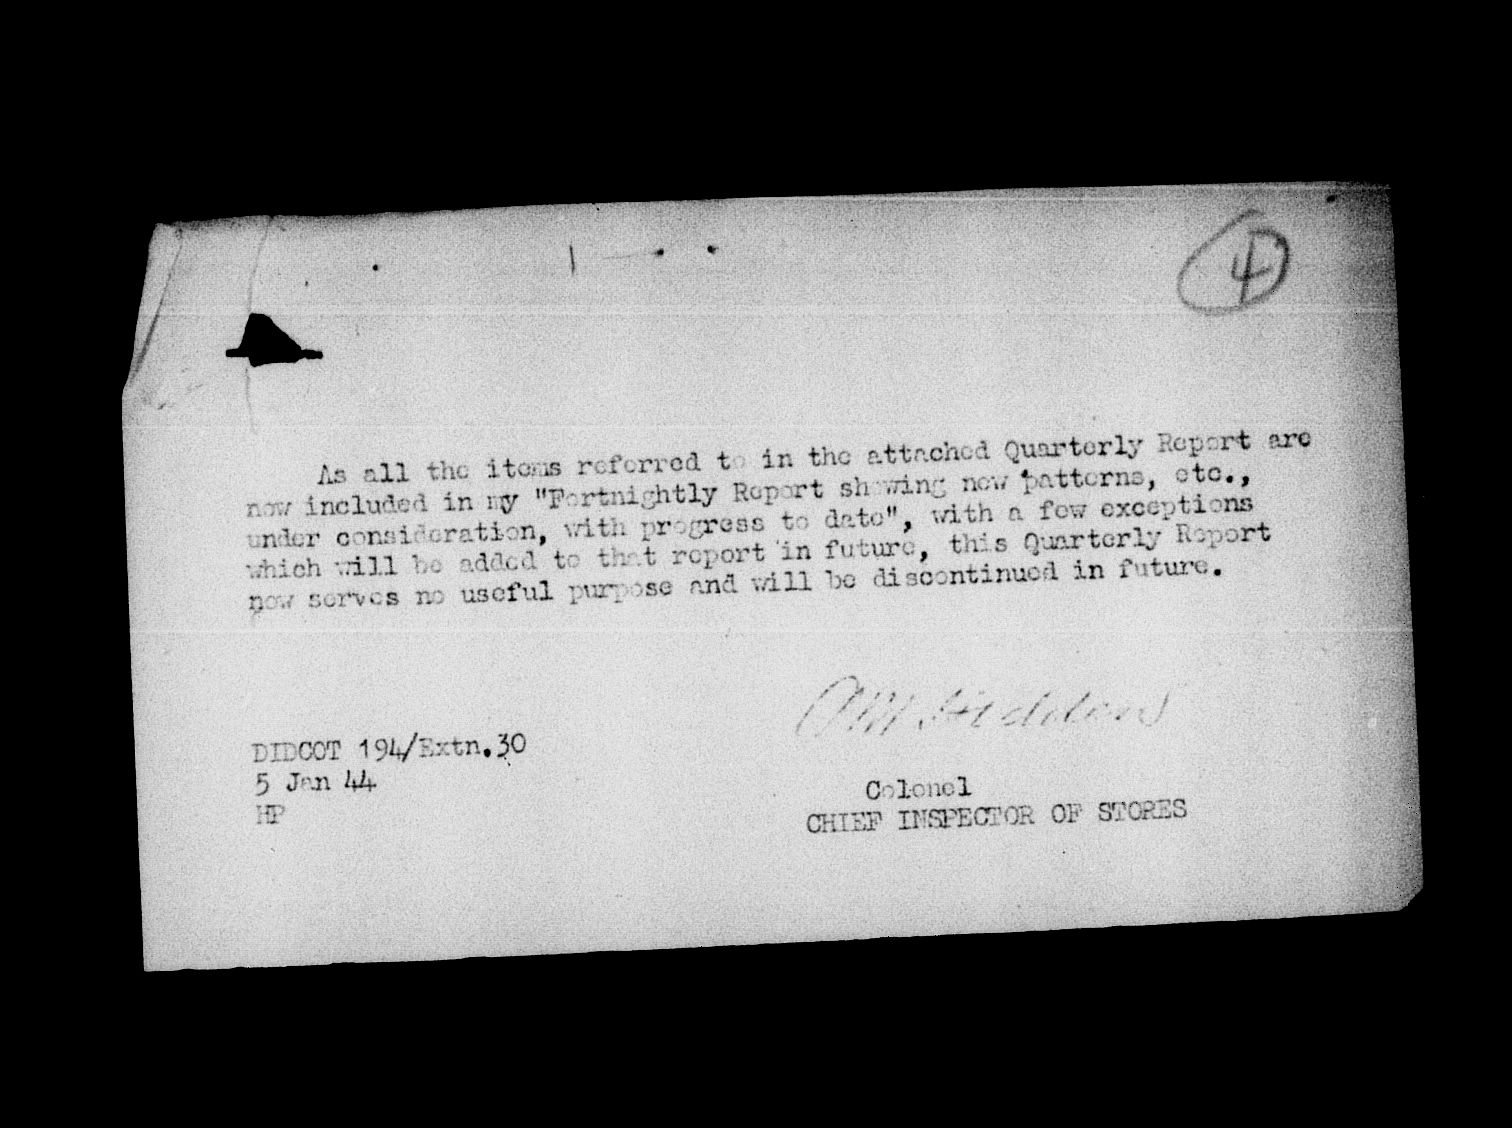 4
As all the items referred to in the attached Quarterly Report are
now included in my "Fortnightly Report showing new patterns, etc.,
under consideration, with progress to date", with a few exceptions
which will be added to that report in future, this Quarterly Report
now serves no useful purpose and will be discontinued in future.
DIDCOT 194/Extn.30
5 Jan 44
HP
Colonel
CHIEF INSPECTOR OF STORES